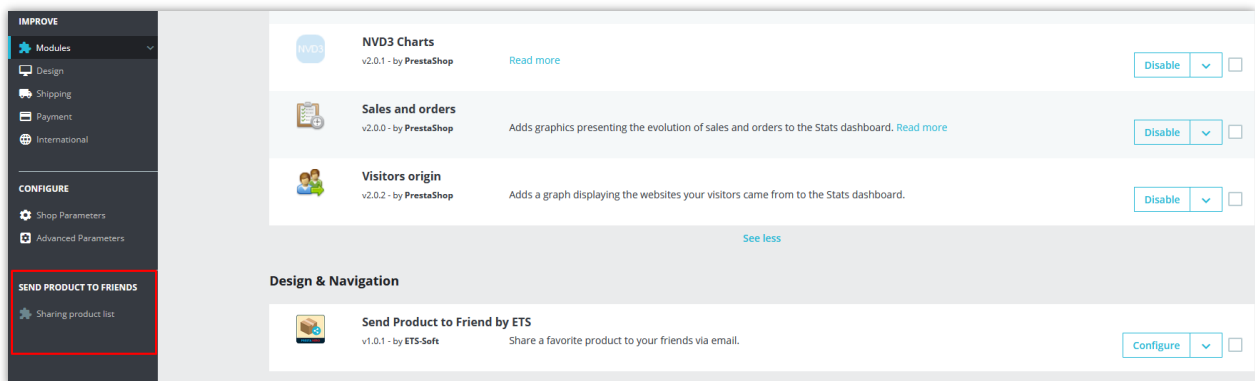 IMPROVE
Modules
Design
Shipping
Payment
International
CONFIGURE
Shop Parameters
Advanced Parameters
SEND PRODUCT TO FRIENDS
Sharing product list
NVD3
NVD3 Charts
v2.0.1 - by PrestaShop
Read more
Disable
Sales and orders
v2.0.0 - by PrestaShop
Adds graphics presenting the evolution of sales and orders to the Stats dashboard. Read more
Disable
Visitors origin
v2.0.2 - by PrestaShop
Adds a graph displaying the websites your visitors came from to the Stats dashboard.
Disable
See less
Design & Navigation
Send Product to Friend by ETS
v1.0.1 - by ETS-Soft
Share a favorite product to your friends via email.
Configure